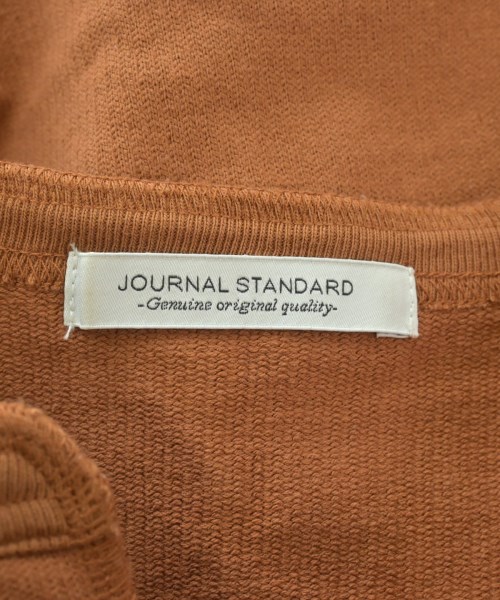 JOURNAL STANDARD
-Genuine original quality-